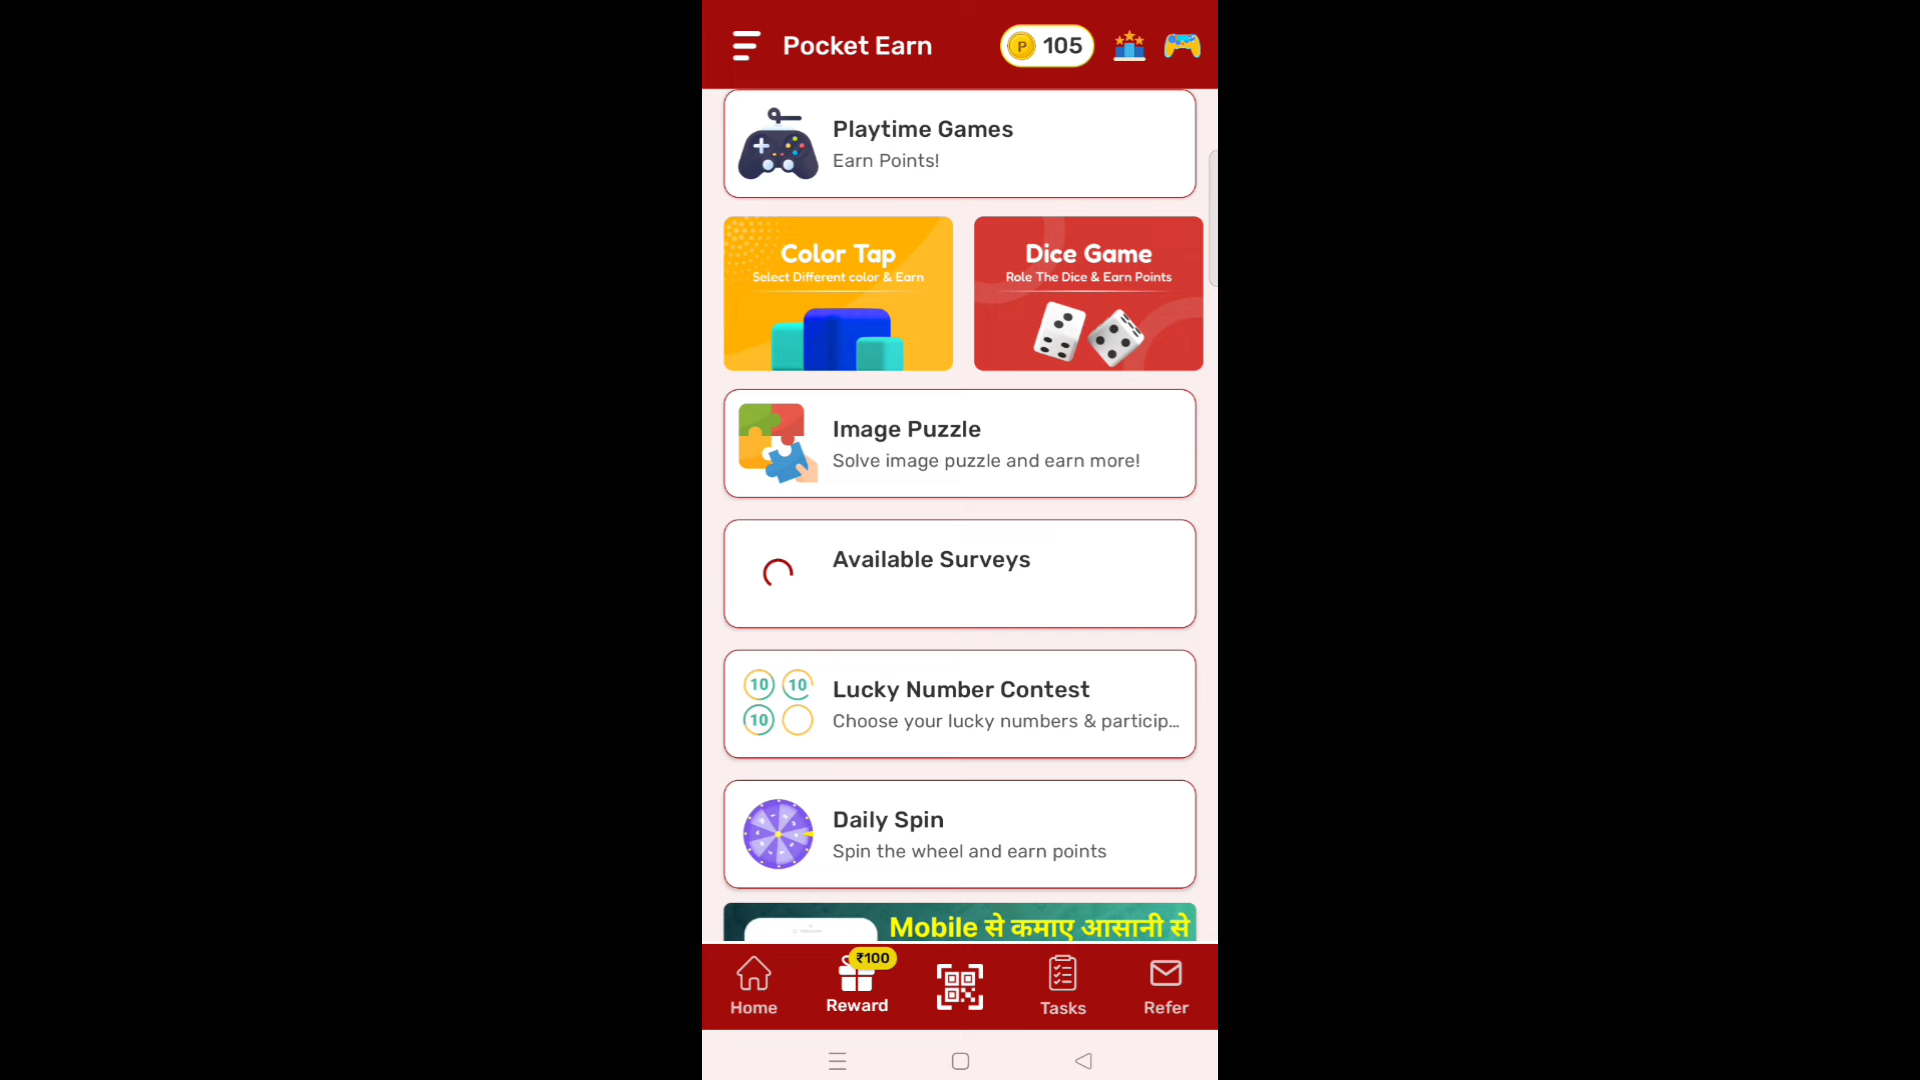 Pocket Earn
P
105
Playtime Games
Earn Points!
Color Tap
Select Different color & Earn
Dice Game
Role The Dice & Earn Points
Image Puzzle
Solve image puzzle and earn more!
Available Surveys
10 10
10
Lucky Number Contest
Choose your lucky numbers & particip...
Daily Spin
Spin the wheel and earn points
Mobile से कमाए आसानी से
₹100
Home
Reward
Tasks
Refer